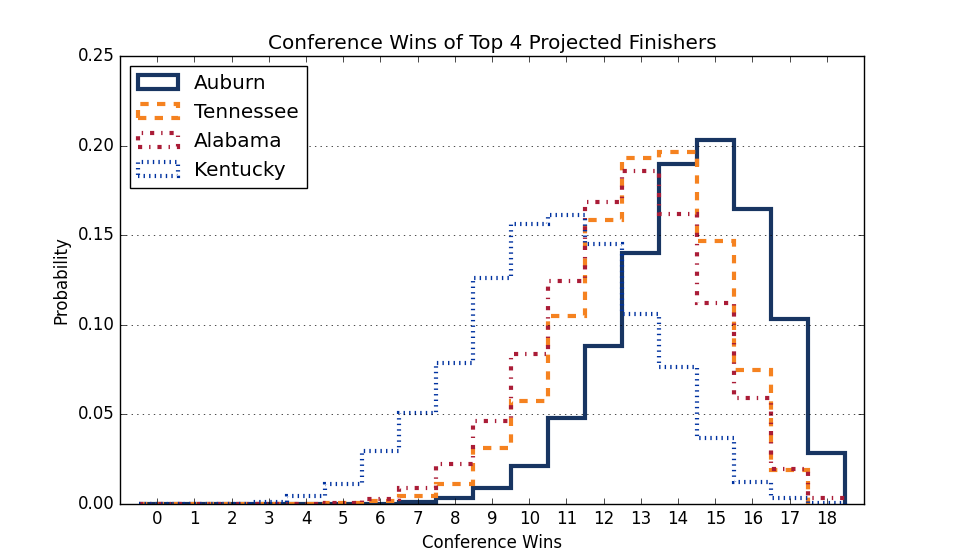 Conference Wins of Top 4 Projected Finishers
0.25
0.20
0.15
0.10
0.05
0.00
Probability
Auburn
Tennessee
Alabama
Kentucky
0 1 2 3 4 5 6 7 8 9 10 11 12 13 14 15 16 17 18
Conference Wins